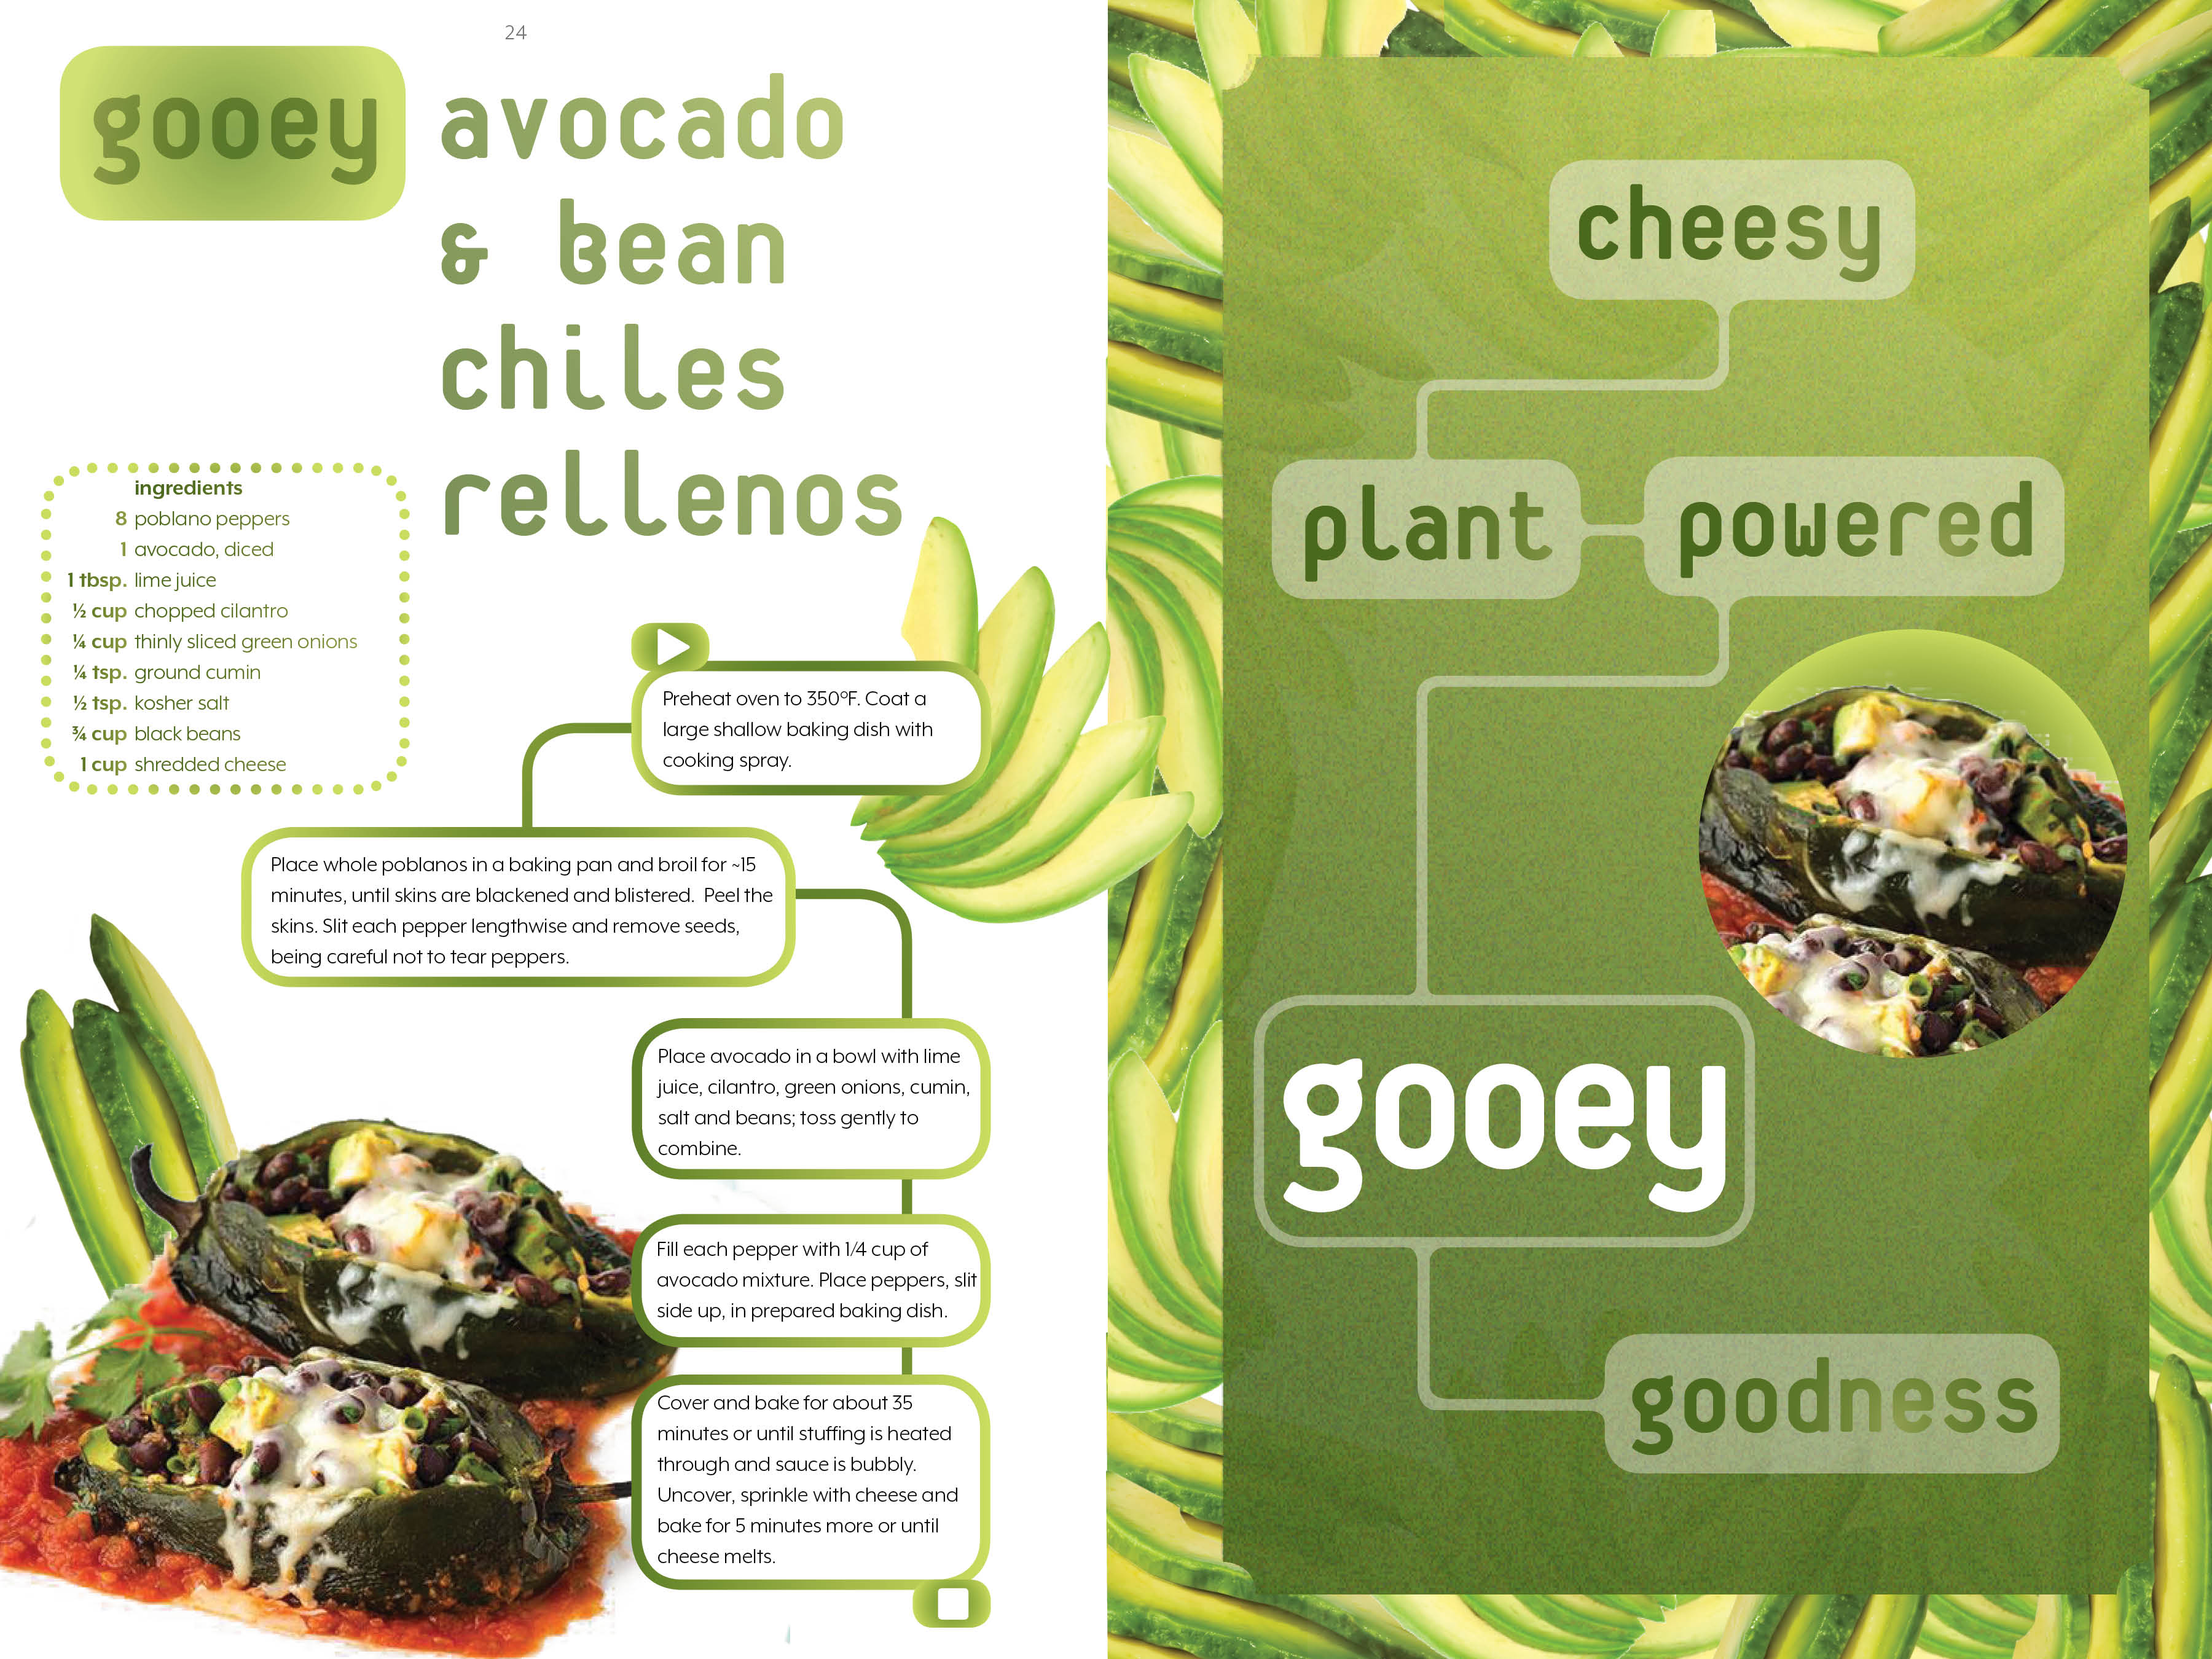 24
gooey
avocado
& bean
chiles
rellenos
ingredients
8 poblano peppers
1 avocado, diced
1 tbsp. lime juice
½ cup chopped cilantro
¼ cup thinly sliced green onions
¼ tsp. ground cumin
½ tsp. kosher salt
¾ cup black beans
1 cup shredded cheese
Preheat oven to 350ºF. Coat a
large shallow baking dish with
cooking spray.
Place whole poblanos in a baking pan and broil for ~15
minutes, until skins are blackened and blistered. Peel the
skins. Slit each pepper lengthwise and remove seeds,
being careful not to tear peppers.
Place avocado in a bowl with lime
juice, cilantro, green onions, cumin,
salt and beans; toss gently to
combine.
Fill each pepper with 1/4 cup of
avocado mixture. Place peppers, slit
side up, in prepared baking dish.
Cover and bake for about 35
minutes or until stuffing is heated
through and sauce is bubbly.
Uncover, sprinkle with cheese and
bake for 5 minutes more or until
cheese melts.
cheesy
plant powered
gooey
goodness